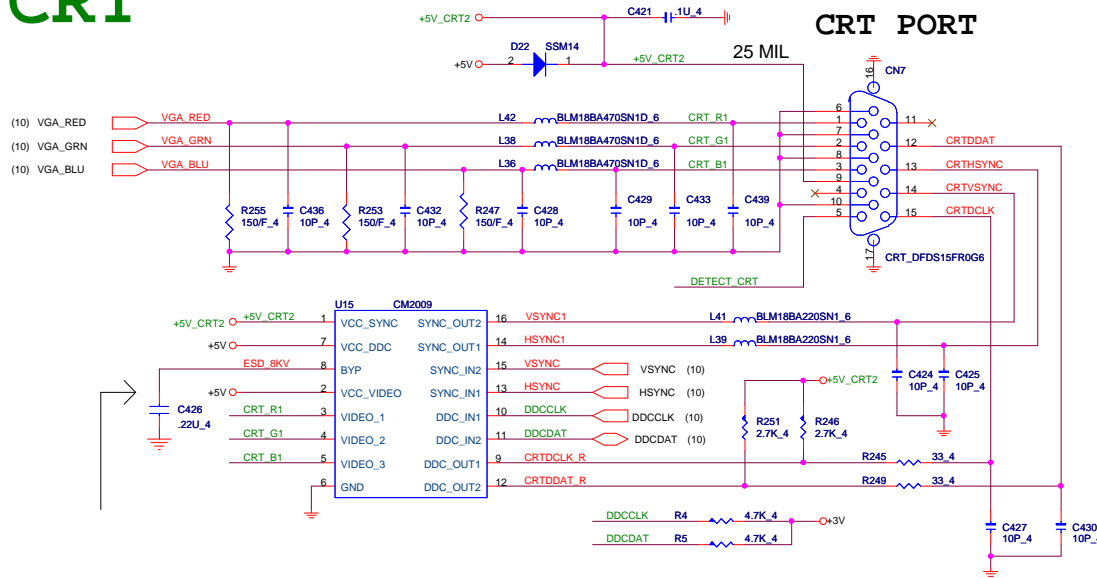 CRT
CRT PORT
+5V_CRT2
C421
.1U_4
D22
SSM14
+5V
2
1
+5V_CRT2
25 MIL
16
CN7
(10) VGA_RED
VGA_RED
L42
BLM18BA470SN1D_6
CRT_R1
(10) VGA_GRN
VGA_GRN
L38
BLM18BA470SN1D_6
CRT_G1
(10) VGA_BLU
VGA_BLU
L36
BLM18BA470SN1D_6
CRT_B1
6
1
7
2
8
3
9
4
10
5
11
12
CRTDDAT
13
CRTHSYNC
14
CRTVSYNC
15
CRTDCLK
17
CRT_DFDS15FR0G6
R255
150/F_4
C436
10P_4
R253
150/F_4
C432
10P_4
R247
150/F_4
C428
10P_4
C429
10P_4
C433
10P_4
C439
10P_4
DETECT_CRT
U15
CM2009
+5V_CRT2
+5V_CRT2
1
VCC_SYNC
SYNC_OUT2
16
VSYNC1
L41
BLM18BA220SN1_6
+5V
7
VCC_DDC
SYNC_OUT1
14
HSYNC1
L39
BLM18BA220SN1_6
ESD_8KV
8
BYP
SYNC_IN2
15
VSYNC
VSYNC (10)
+5V
2
VCC_VIDEO
SYNC_IN1
13
HSYNC
HSYNC (10)
CRT_R1
3
VIDEO_1
DDC_IN1
10
DDCCLK
DDCCLK (10)
CRT_G1
4
VIDEO_2
DDC_IN2
11
DDCDAT
DDCDAT (10)
CRT_B1
5
VIDEO_3
DDC_OUT1
9
CRTDCLK_R
6
GND
DDC_OUT2
12
CRTDDAT_R
C426
.22U_4
+5V_CRT2
R251
2.7K_4
R246
2.7K_4
C424
10P_4
C425
10P_4
R245
33_4
R249
33_4
DDCCLK
R4
4.7K_4
+3V
DDCDAT
R5
4.7K_4
C427
10P_4
C430
10P_